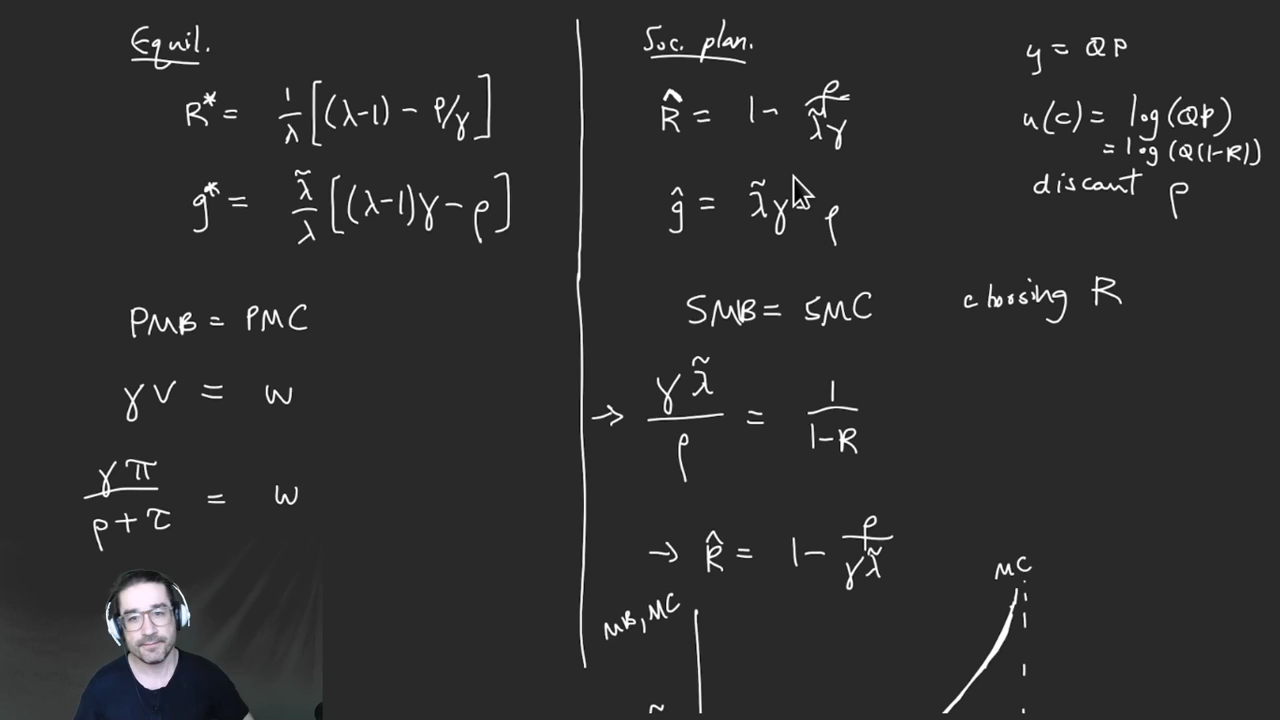 Equil.
R* = 1/λ [(λ-1) - ρ/γ]
g* = λ̃/λ [(λ-1)γ - ρ]
PMB = PMC
γV = w
γπ/(ρ+τ) = w
Soc. plan.
R̂ = 1 - ρ/(λ̃γ)
ĝ = λ̃γ - ρ
SMB = SMC
→ γλ̃/ρ = 1/(1-R)
→ R̂ = 1 - ρ/(γλ̃)
MB, MC
MC
y = QP
u(c) = log(QP)
= log(Q(1-R))
discount ρ
choosing R